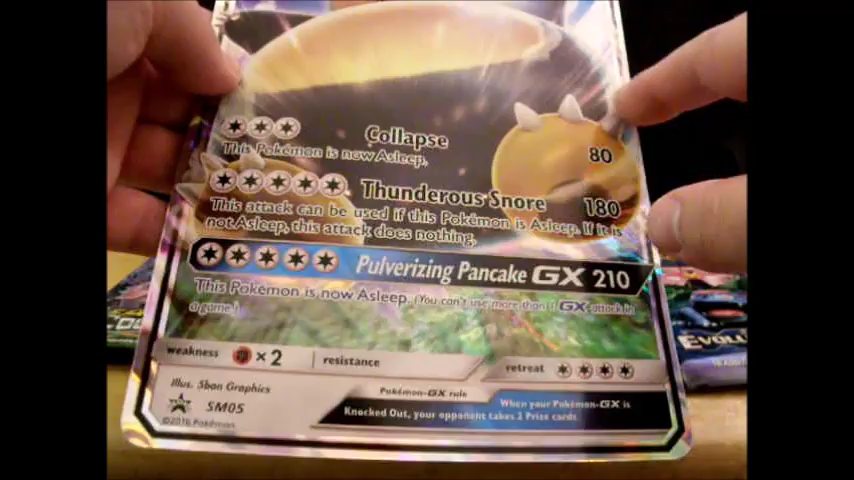 Collapse
80
This Pokémon is now Asleep.
Thunderous Snore
180
This attack can be used if this Pokémon is Asleep. If it is
not Asleep, this attack does nothing.
Pulverizing Pancake GX 210
This Pokémon is now Asleep. (You can't use more than 1 GX attack in
a game.)
weakness ×2 resistance retreat
Illus. 5ban Graphics
Pokémon-GX rule
When your Pokémon-GX is
Knocked Out, your opponent takes 2 Prize cards.
SM05
©2016 Pokémon
EVOLU